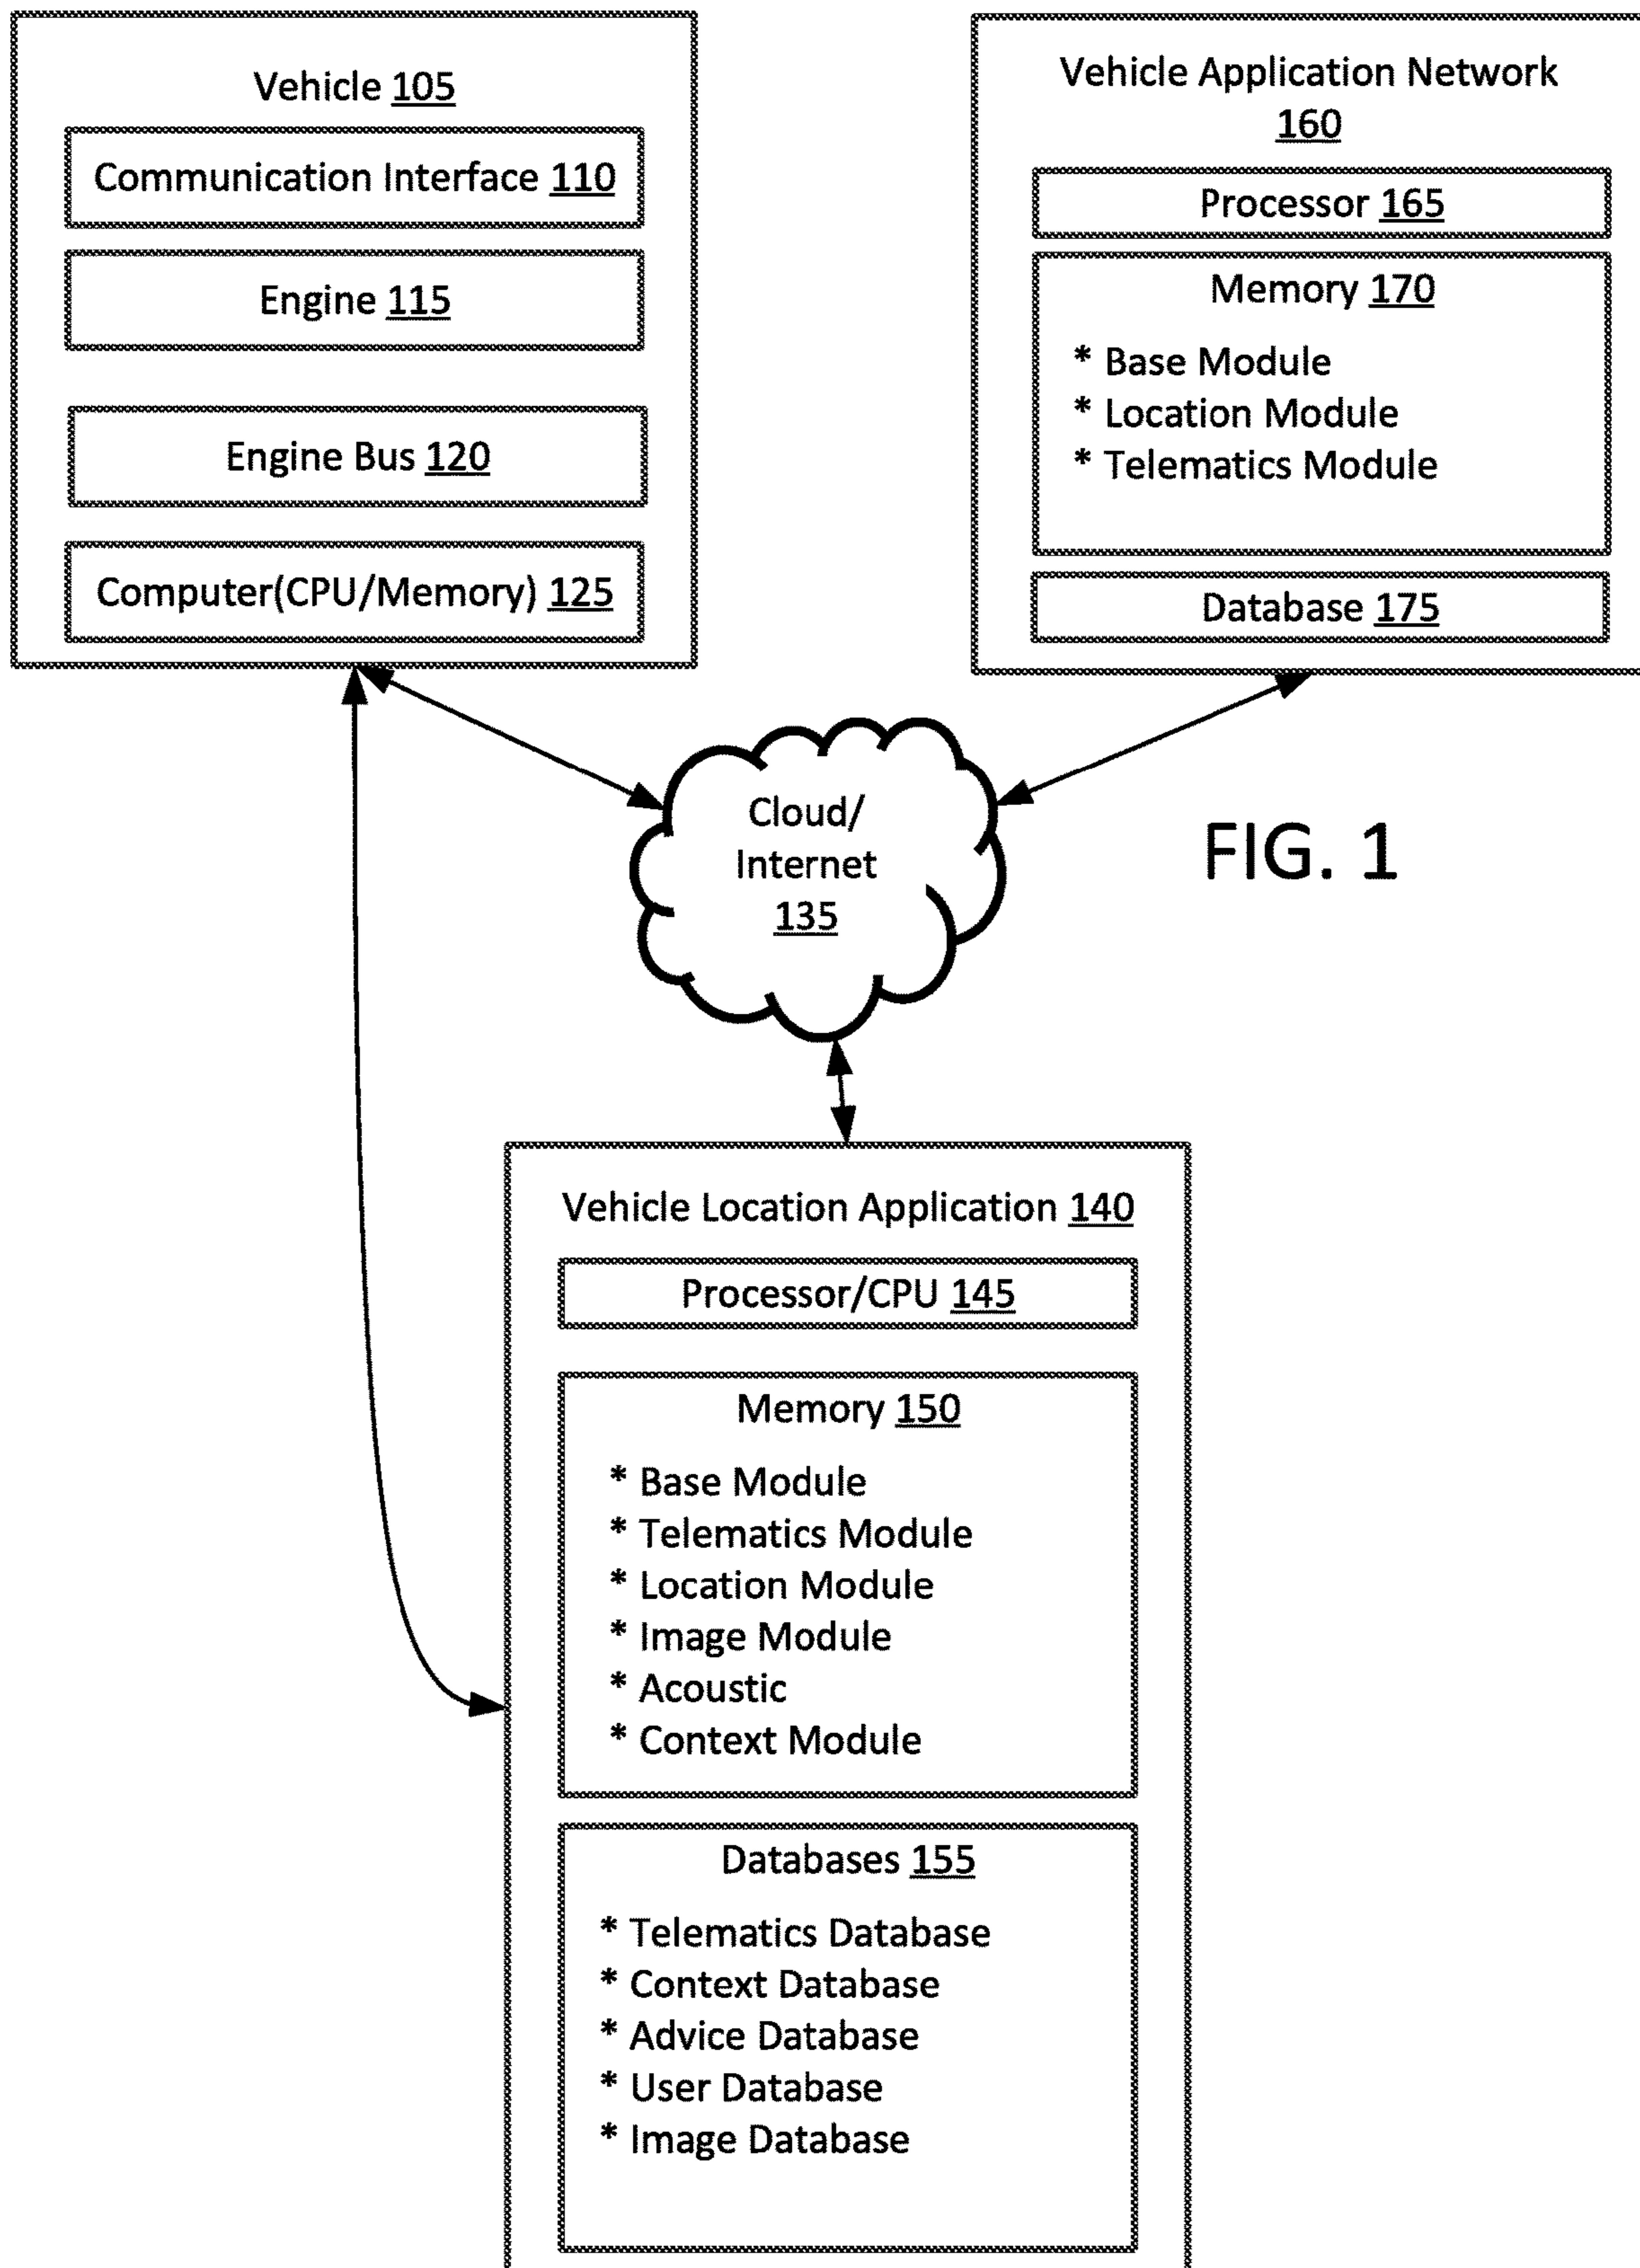 Vehicle 105
Communication Interface 110
Engine 115
Engine Bus 120
Computer(CPU/Memory) 125
Vehicle Application Network
160
Processor 165
Memory 170
* Base Module
* Location Module
* Telematics Module
Database 175
Cloud/
Internet
135
FIG. 1
Vehicle Location Application 140
Processor/CPU 145
Memory 150
* Base Module
* Telematics Module
* Location Module
* Image Module
* Acoustic
* Context Module
Databases 155
* Telematics Database
* Context Database
* Advice Database
* User Database
* Image Database